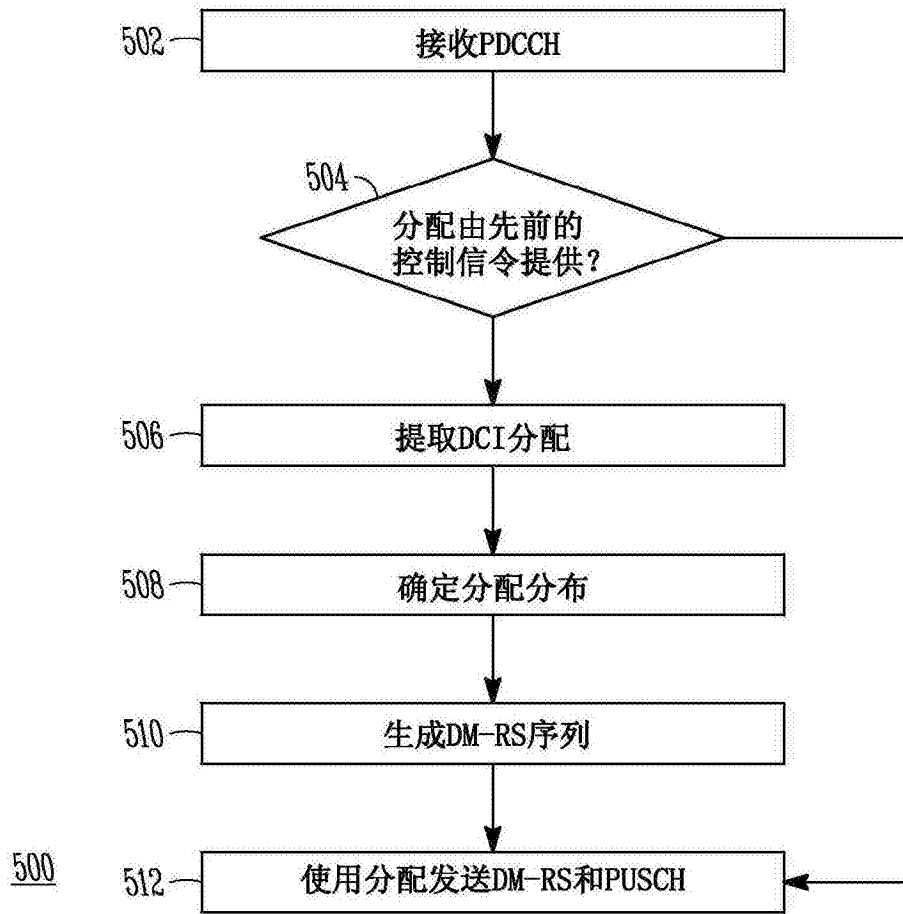 502
接收PDCCH
504
分配由先前的
控制信令提供？
506
提取DCI分配
508
确定分配分布
510
生成DM-RS序列
500
512
使用分配发送DM-RS和PUSCH